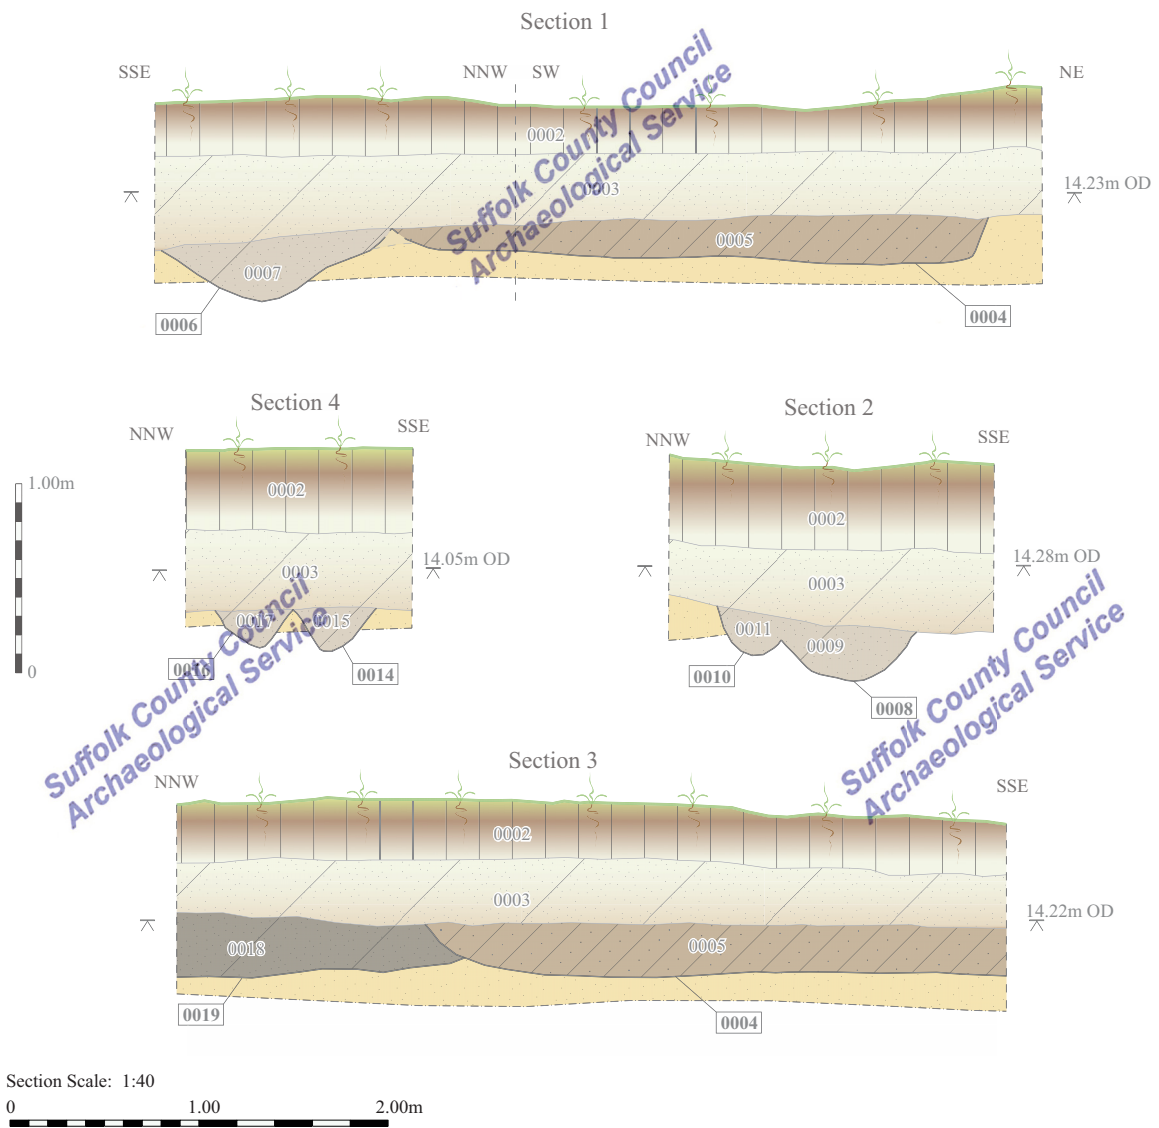 Section 1
SSE
NNW
SW
NE
0002
0003
14.23m OD
0005
0007
0006
0004
Suffolk County Council
Archaeological Service
Section 4
NNW
SSE
0002
1.00m
0
0003
14.05m OD
0017
0015
0016
0014
Suffolk County Council
Archaeological Service
Section 2
NNW
SSE
0002
0003
14.28m OD
0011
0009
0010
0008
Suffolk County Council
Archaeological Service
Section 3
NNW
SSE
0002
0003
14.22m OD
0018
0005
0019
0004
Section Scale: 1:40
0 1.00 2.00m